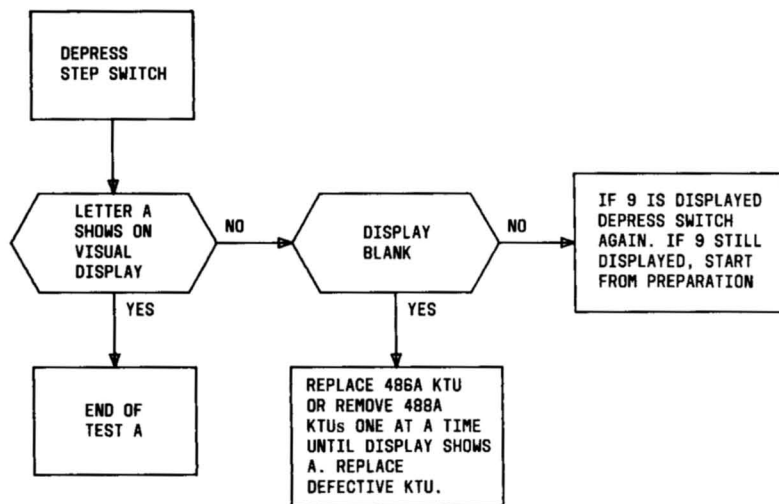 DEPRESS
STEP SWITCH
LETTER A
SHOWS ON
VISUAL
DISPLAY
NO
DISPLAY
BLANK
NO
IF 9 IS DISPLAYED
DEPRESS SWITCH
AGAIN. IF 9 STILL
DISPLAYED, START
FROM PREPARATION
YES
YES
END OF
TEST A
REPLACE 486A KTU
OR REMOVE 488A
KTUs ONE AT A TIME
UNTIL DISPLAY SHOWS
A. REPLACE
DEFECTIVE KTU.